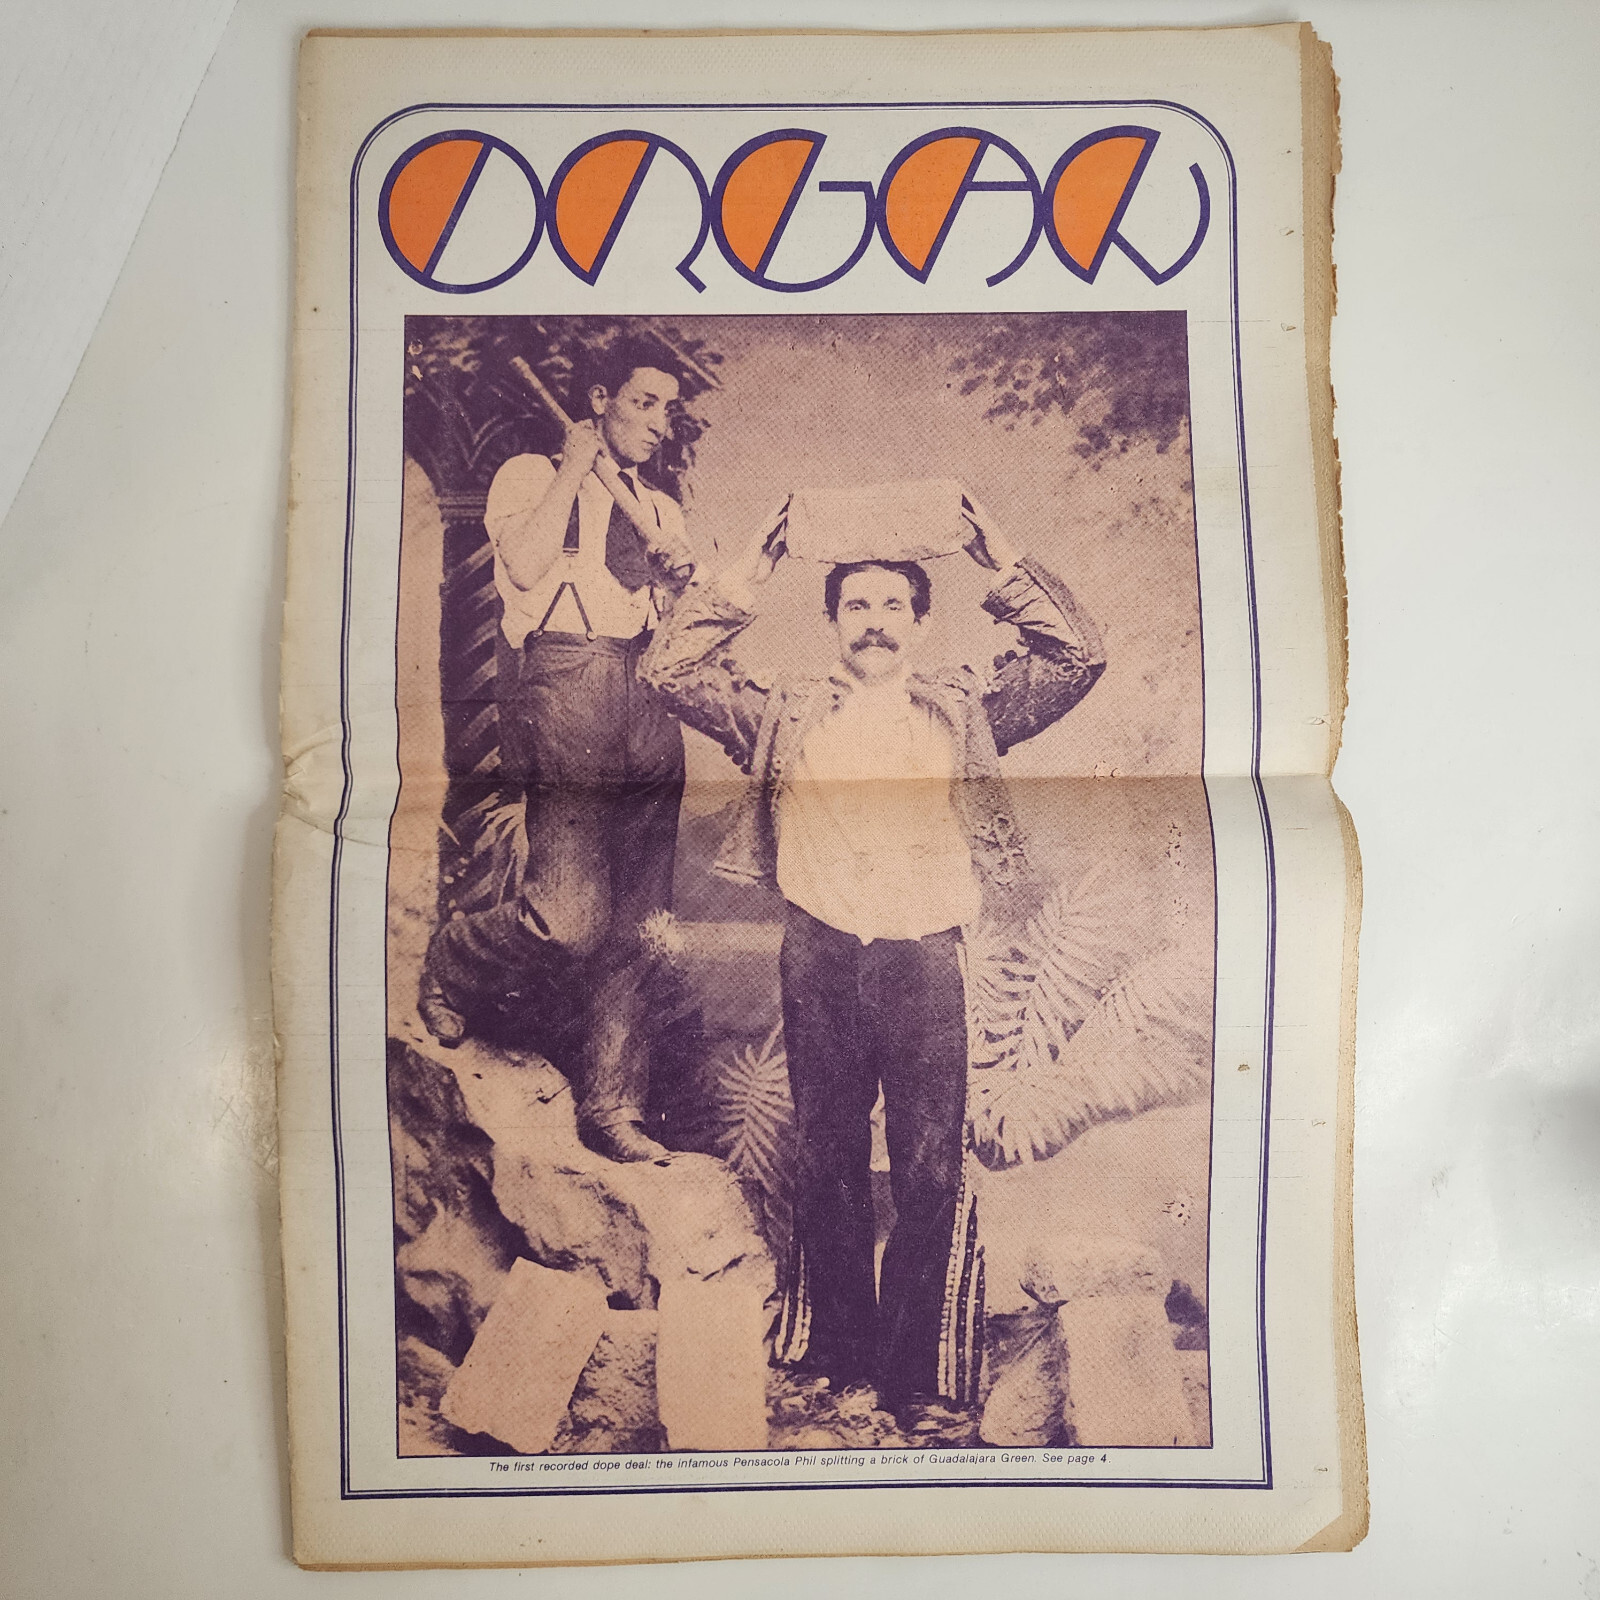 ORGAN
The first recorded dope deal: the infamous Pensacola Phil splitting a brick of Guadalajara Green. See page 4.